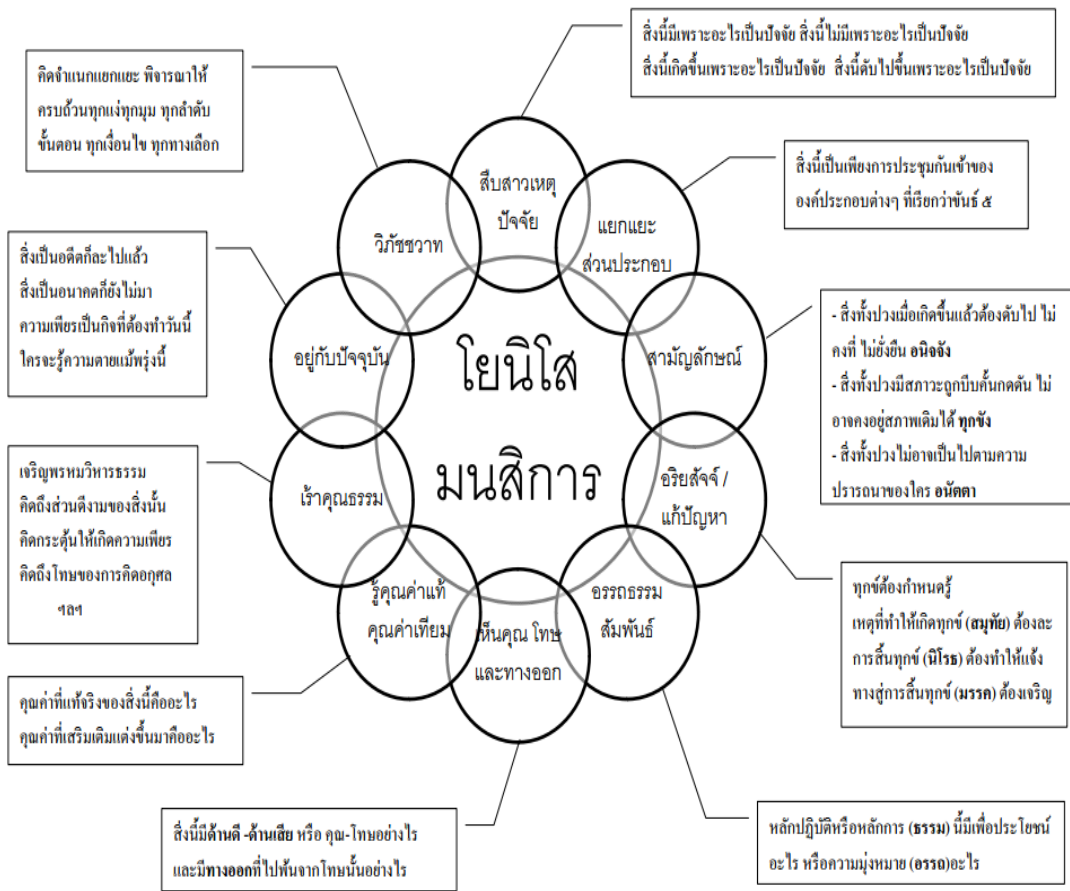 สิ่งนี้มีเพราะอะไรเป็นปัจจัย สิ่งนี้ไม่มีเพราะอะไรเป็นปัจจัย
สิ่งนี้เกิดขึ้นเพราะอะไรเป็นปัจจัย สิ่งนี้ดับไปขึ้นเพราะอะไรเป็นปัจจัย
คิดจำแนกแยกแยะ พิจารณาให้
ครบถ้วนทุกแง่ทุกมุม ทุกลำดับ
ขั้นตอน ทุกเงื่อนไข ทุกทางเลือก
สิ่งนี้เป็นเพียงการประชุมกันเข้าของ
องค์ประกอบต่างๆ ที่เรียกว่าขันธ์ ๕
สืบสาวเหตุ
ปัจจัย
วิภัชชวาท
แยกแยะ
ส่วนประกอบ
สิ่งเป็นอดีตก็ละไปแล้ว
สิ่งเป็นอนาคตก็ยังไม่มา
ความเพียรเป็นกิจที่ต้องทำวันนี้
ใครจะรู้ความตายแม้พรุ่งนี้
อยู่กับปัจจุบัน
โยนิโส
มนสิการ
สามัญลักษณ์
- สิ่งทั้งปวงเมื่อเกิดขึ้นแล้วต้องดับไป ไม่
คงที่ ไม่ยั่งยืน อนิจจัง
- สิ่งทั้งปวงมีสภาวะถูกบีบคั้นกดดัน ไม่
อาจคงอยู่สภาพเดิมได้ ทุกขัง
- สิ่งทั้งปวงไม่อาจเป็นไปตามความ
ปรารถนาของใคร อนัตตา
เจริญพรหมวิหารธรรม
คิดถึงส่วนดีงามของสิ่งนั้น
คิดกระตุ้นให้เกิดความเพียร
คิดถึงโทษของการคิดอกุศล
ฯลฯ
เร้าคุณธรรม
อริยสัจจ์ /
แก้ปัญหา
รู้คุณค่าแท้
คุณค่าเทียม
เห็นคุณ โทษ
และทางออก
อรรถธรรม
สัมพันธ์
ทุกข์ต้องกำหนดรู้
เหตุที่ทำให้เกิดทุกข์ (สมุทัย) ต้องละ
การสิ้นทุกข์ (นิโรธ) ต้องทำให้แจ้ง
ทางสู่การสิ้นทุกข์ (มรรค) ต้องเจริญ
คุณค่าที่แท้จริงของสิ่งนี้คืออะไร
คุณค่าที่เสริมเติมแต่งขึ้นมาคืออะไร
สิ่งนี้มีด้านดี -ด้านเสีย หรือ คุณ-โทษอย่างไร
และมีทางออกที่ไปพ้นจากโทษนั้นอย่างไร
หลักปฏิบัติหรือหลักการ (ธรรม) นี้มีเพื่อประโยชน์
อะไร หรือความมุ่งหมาย (อรรถ)อะไร